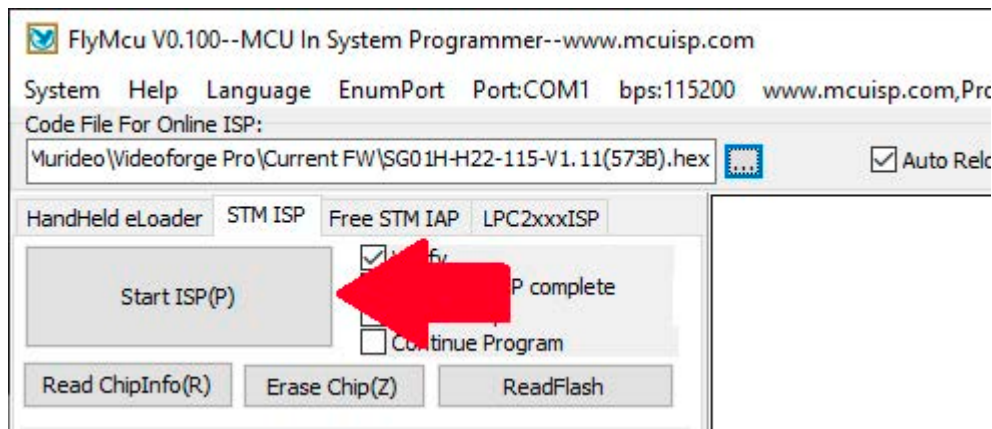 FlyMcu V0.100--MCU In System Programmer--www.mcuisp.com
System Help Language EnumPort Port:COM1 bps:115200 www.mcuisp.com,Pro
Code File For Online ISP:
Murideo\Videoforge Pro\Current FW\SG01H-H22-115-V1.11(573B).hex ... Auto Relo
HandHeld eLoader STM ISP Free STM IAP LPC2xxxISP
Start ISP(P)
P complete
Continue Program
Read ChipInfo(R) Erase Chip(Z) ReadFlash